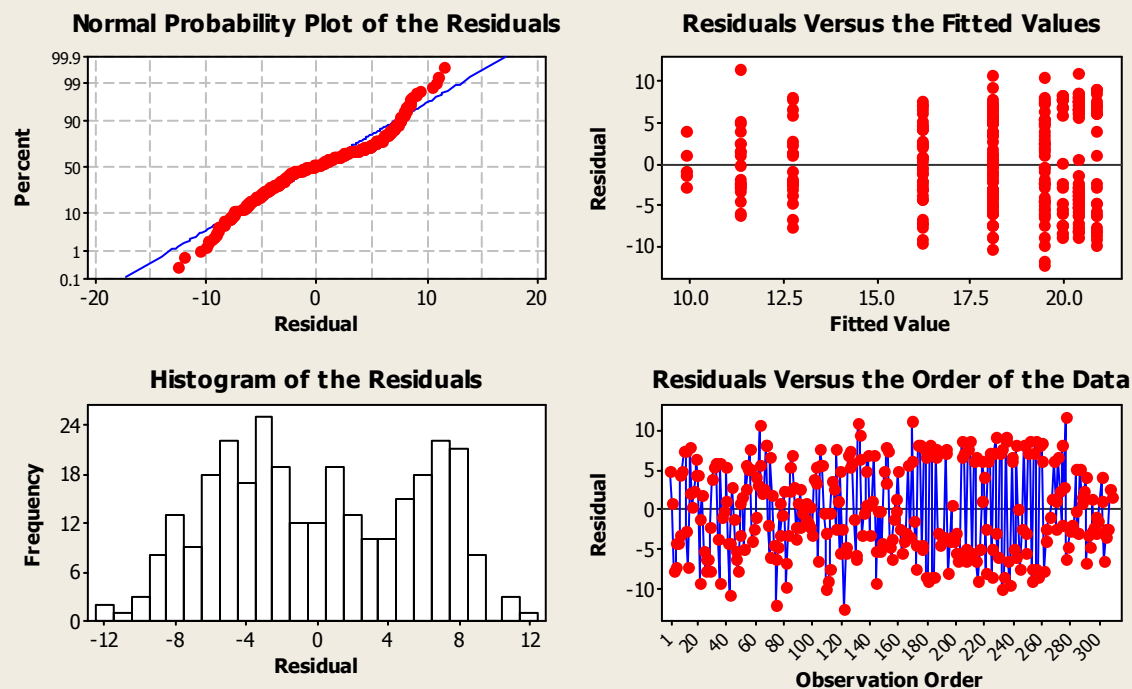 Normal Probability Plot of the Residuals
99.9
99
90
50
10
1
0.1
Percent
-20 -10 0 10 20
Residual
Residuals Versus the Fitted Values
10
5
0
-5
-10
Residual
10.0 12.5 15.0 17.5 20.0
Fitted Value
Histogram of the Residuals
24
18
12
6
0
Frequency
-12 -8 -4 0 4 8 12
Residual
Residuals Versus the Order of the Data
10
5
0
-5
-10
Residual
1 20 40 60 80 100 120 140 160 180 200 220 240 260 280 300
Observation Order